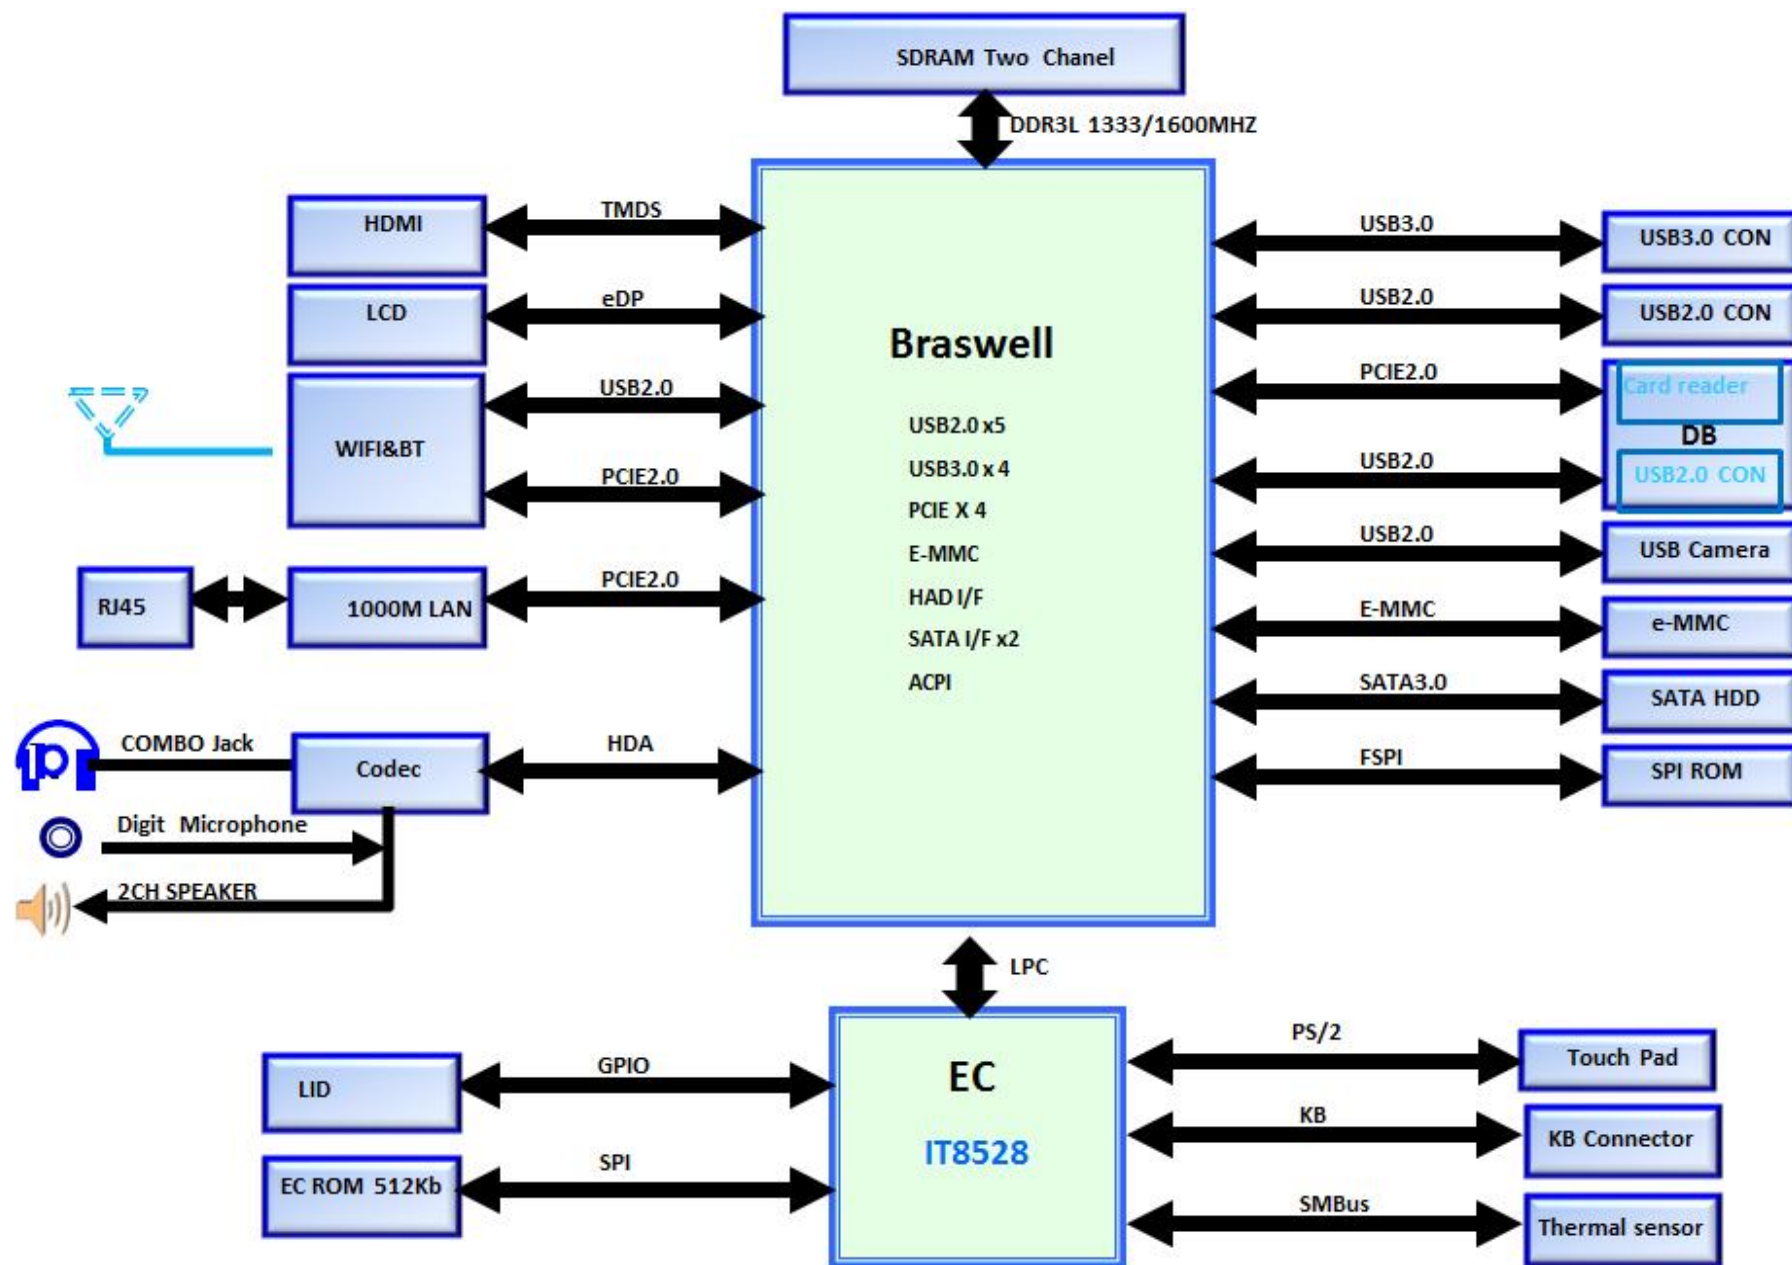 SDRAM Two Chanel
DDR3L 1333/1600MHZ
HDMI
TMDS
LCD
eDP
WIFI&BT
USB2.0
PCIE2.0
RJ45
1000M LAN
PCIE2.0
COMBO Jack
Codec
HDA
Digit Microphone
2CH SPEAKER
Braswell
USB2.0 x5
USB3.0 x 4
PCIE X 4
E-MMC
HAD I/F
SATA I/F x2
ACPI
USB3.0
USB3.0 CON
USB2.0
USB2.0 CON
PCIE2.0
Card reader
DB
USB2.0
USB2.0 CON
USB2.0
USB Camera
E-MMC
e-MMC
SATA3.0
SATA HDD
FSPI
SPI ROM
LPC
EC
IT8528
LID
GPIO
EC ROM 512Kb
SPI
PS/2
Touch Pad
KB
KB Connector
SMBus
Thermal sensor